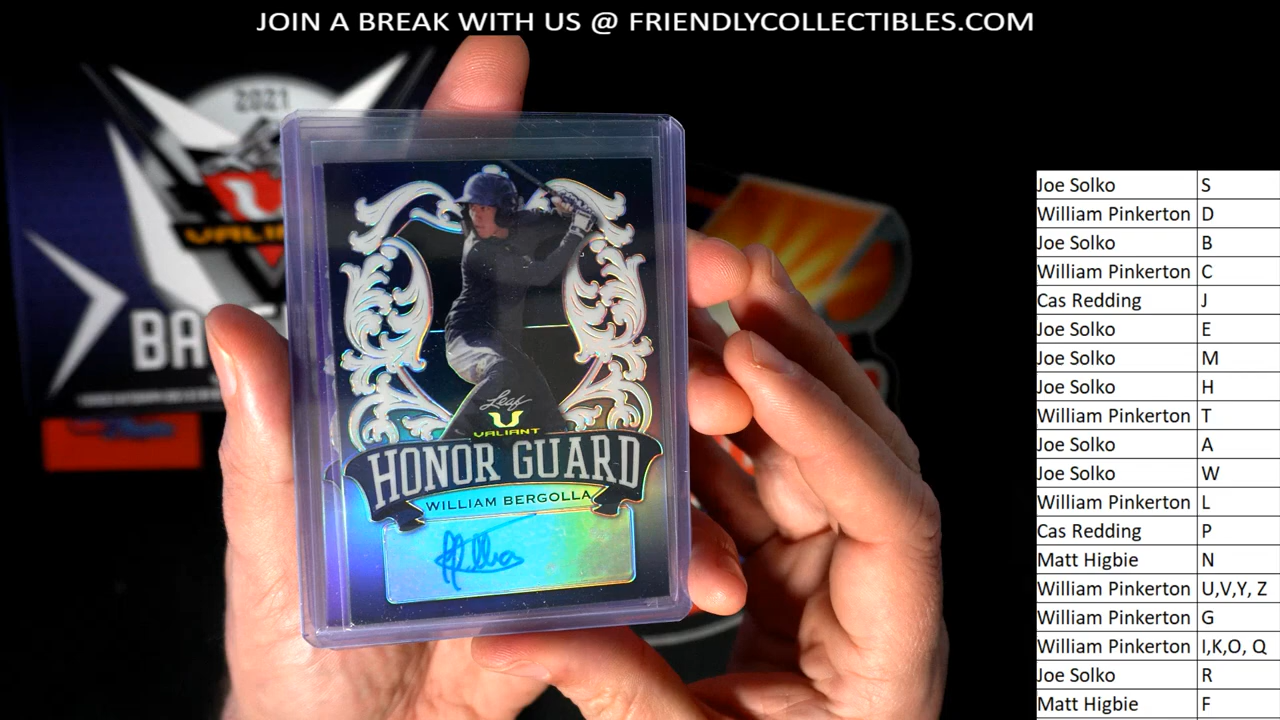 JOIN A BREAK WITH US @ FRIENDLYCOLLECTIBLES.COM
2021
BA
Leaf
VALIANT
HONOR GUARD
WILLIAM BERGOLLA
Joe Solko S
William Pinkerton D
Joe Solko B
William Pinkerton C
Cas Redding J
Joe Solko E
Joe Solko M
Joe Solko H
William Pinkerton T
Joe Solko A
Joe Solko W
William Pinkerton L
Cas Redding P
Matt Higbie N
William Pinkerton U,V,Y, Z
William Pinkerton G
William Pinkerton I,K,O, Q
Joe Solko R
Matt Higbie F